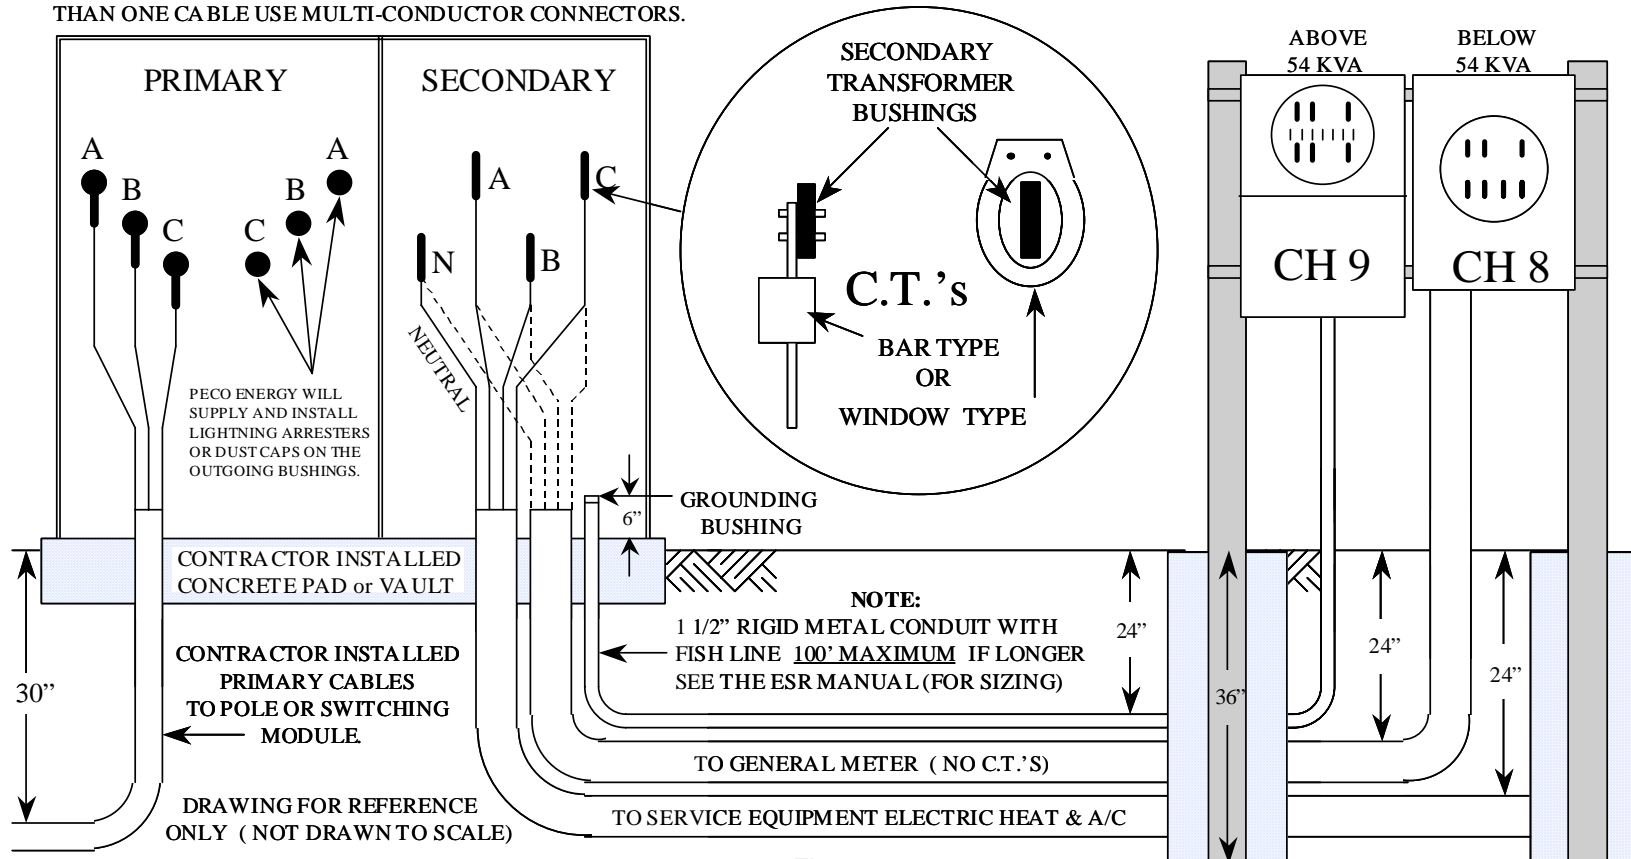 THAN ONE CABLE USE MULTI-CONDUCTOR CONNECTORS.
PRIMARY
SECONDARY
A
B
C
C
B
A
PECO ENERGY WILL
SUPPLY AND INSTALL
LIGHTNING ARRESTERS
OR DUST CAPS ON THE
OUTGOING BUSHINGS.
A
C
N
B
NEUTRAL
SECONDARY
TRANSFORMER
BUSHINGS
C.T.'s
BAR TYPE
OR
WINDOW TYPE
ABOVE
54 KVA
BELOW
54 KVA
CH 9
CH 8
6”
GROUNDING
BUSHING
CONTRACTOR INSTALLED
CONCRETE PAD or VAULT
30”
CONTRACTOR INSTALLED
PRIMARY CABLES
TO POLE OR SWITCHING
MODULE.
NOTE:
1 1/2” RIGID METAL CONDUIT WITH
FISH LINE 100’ MAXIMUM IF LONGER
SEE THE ESR MANUAL (FOR SIZING)
24”
36”
24”
24”
TO GENERAL METER ( NO C.T.’S)
TO SERVICE EQUIPMENT ELECTRIC HEAT & A/C
DRAWING FOR REFERENCE
ONLY ( NOT DRAWN TO SCALE)